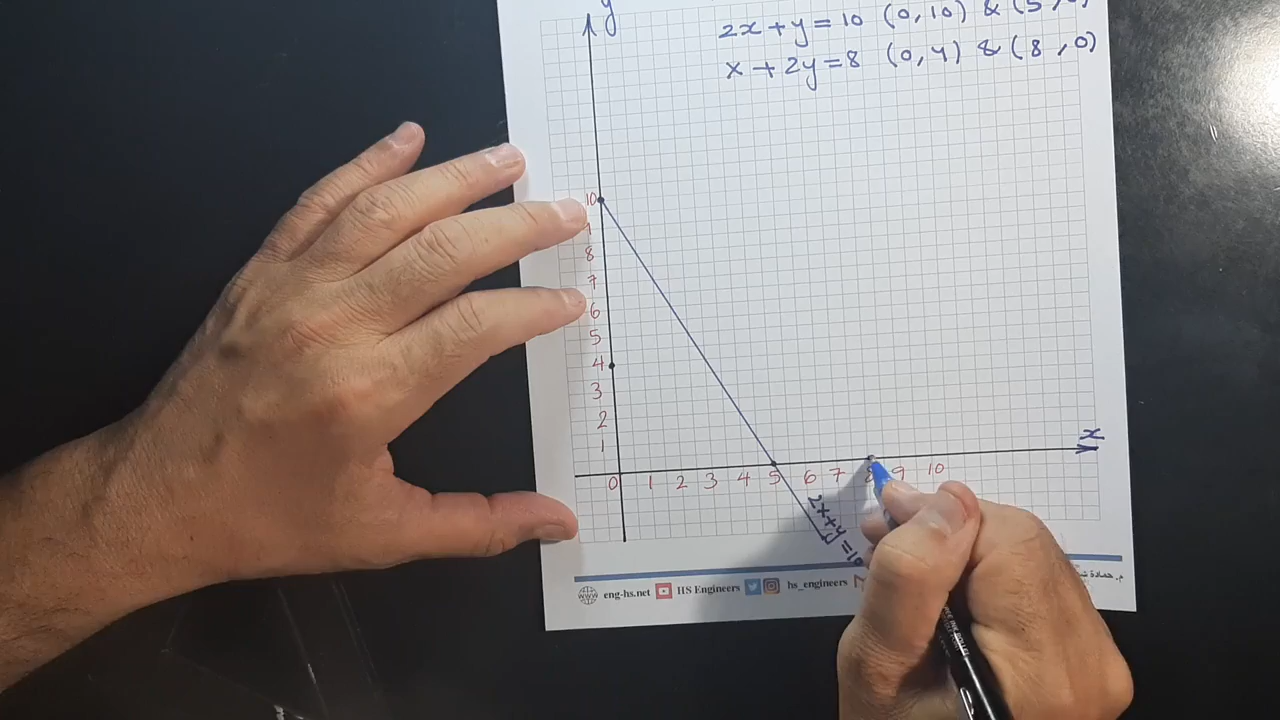 y
2x + y = 10 (0, 10) & (5, 0)
x + 2y = 8 (0, 4) & (8, 0)
10
9
8
7
6
5
4
3
2
1
x
0 1 2 3 4 5 6 7 8 9 10
2x+y=10
eng-hs.net HS Engineers hs_engineers